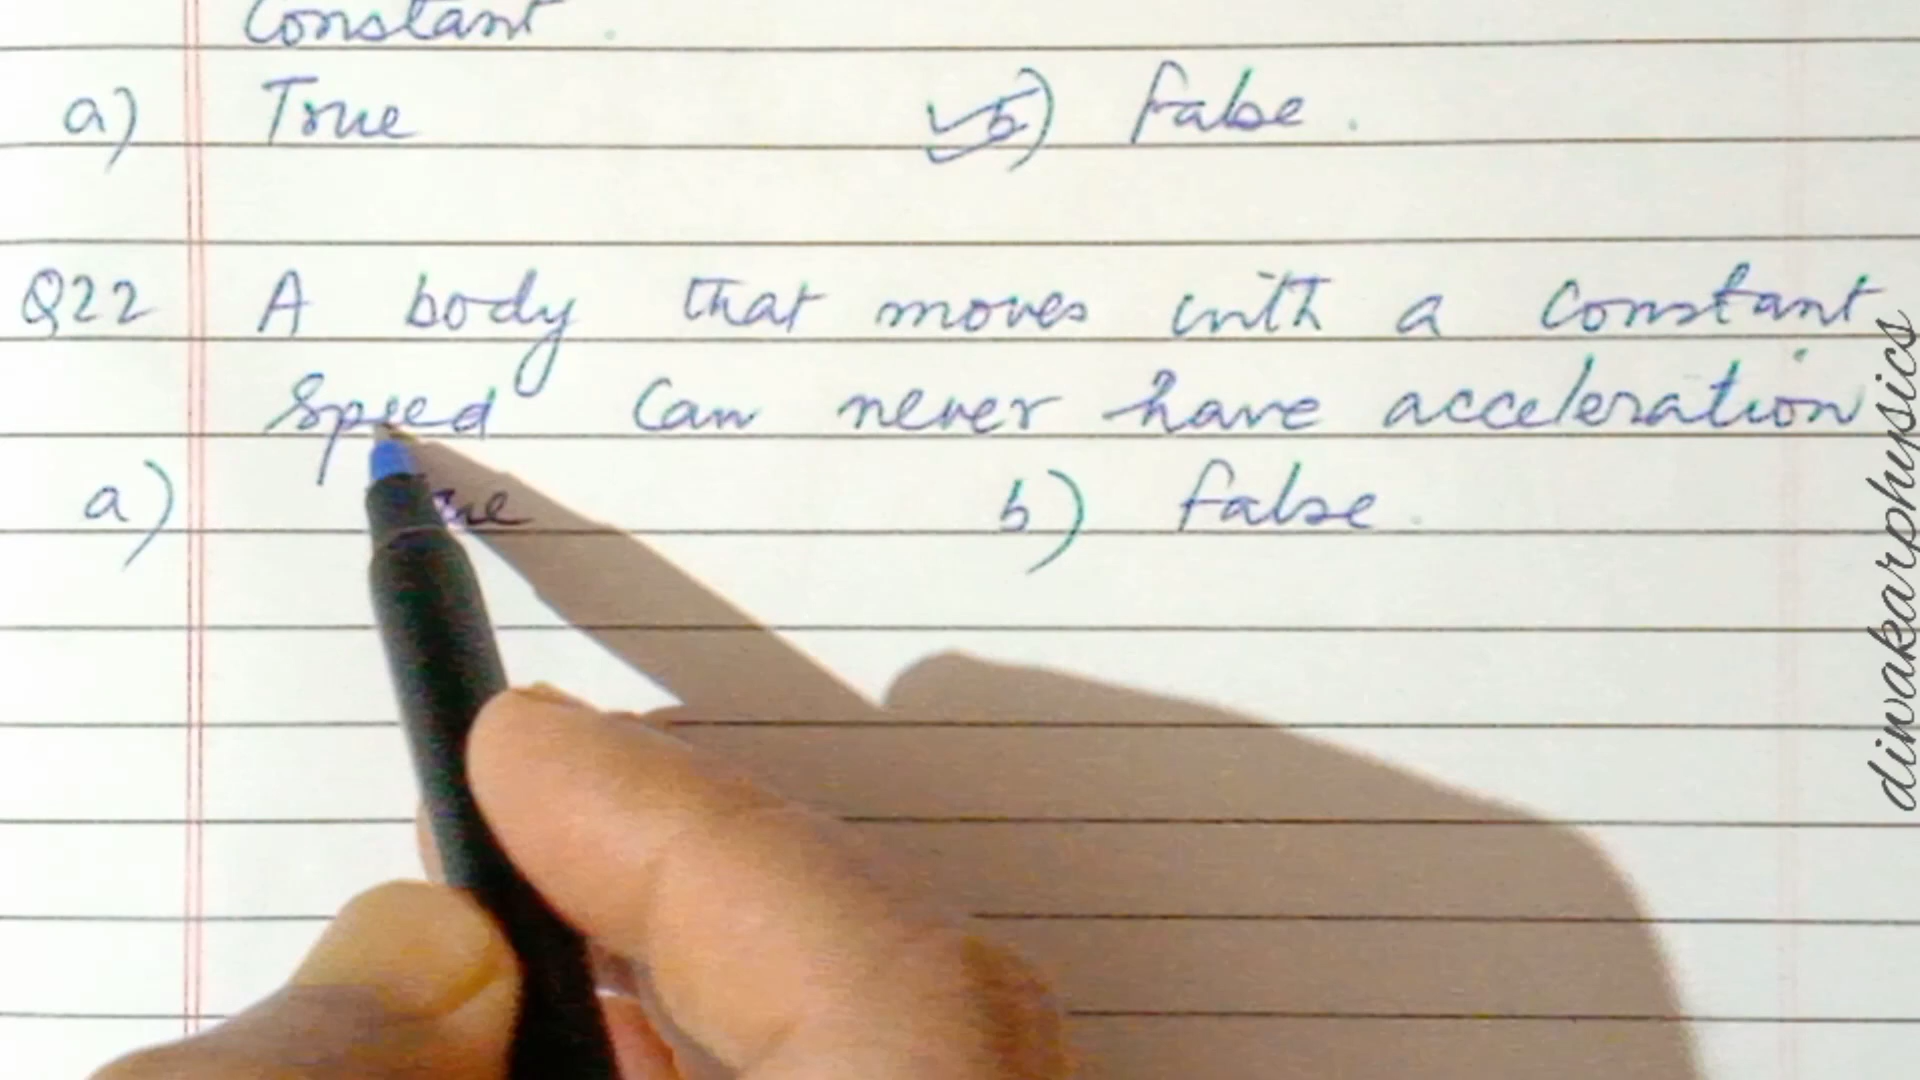 Constant.
a) True b) False.
Q22 A body that moves with a constant
speed can never have acceleration
a) b) False.
diwakarphysics